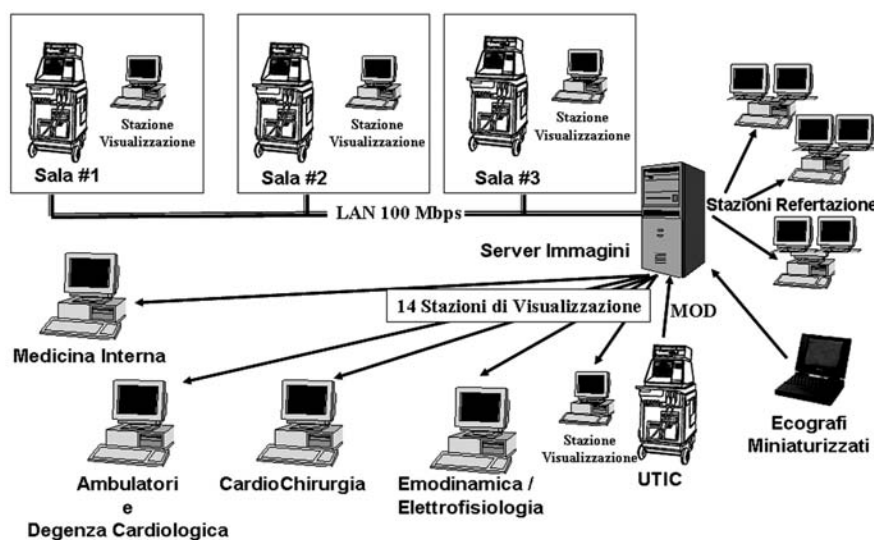 Stazione
Visualizzazione
Sala #1
Stazione
Visualizzazione
Sala #2
Stazione
Visualizzazione
Sala #3
LAN 100 Mbps
Stazioni Refertazione
Server Immagini
14 Stazioni di Visualizzazione
MOD
Medicina Interna
Ambulatori
e
Degenza Cardiologica
CardioChirurgia
Emodinamica /
Elettrofisiologia
Stazione
Visualizzazione
UTIC
Ecografi
Miniaturizzati